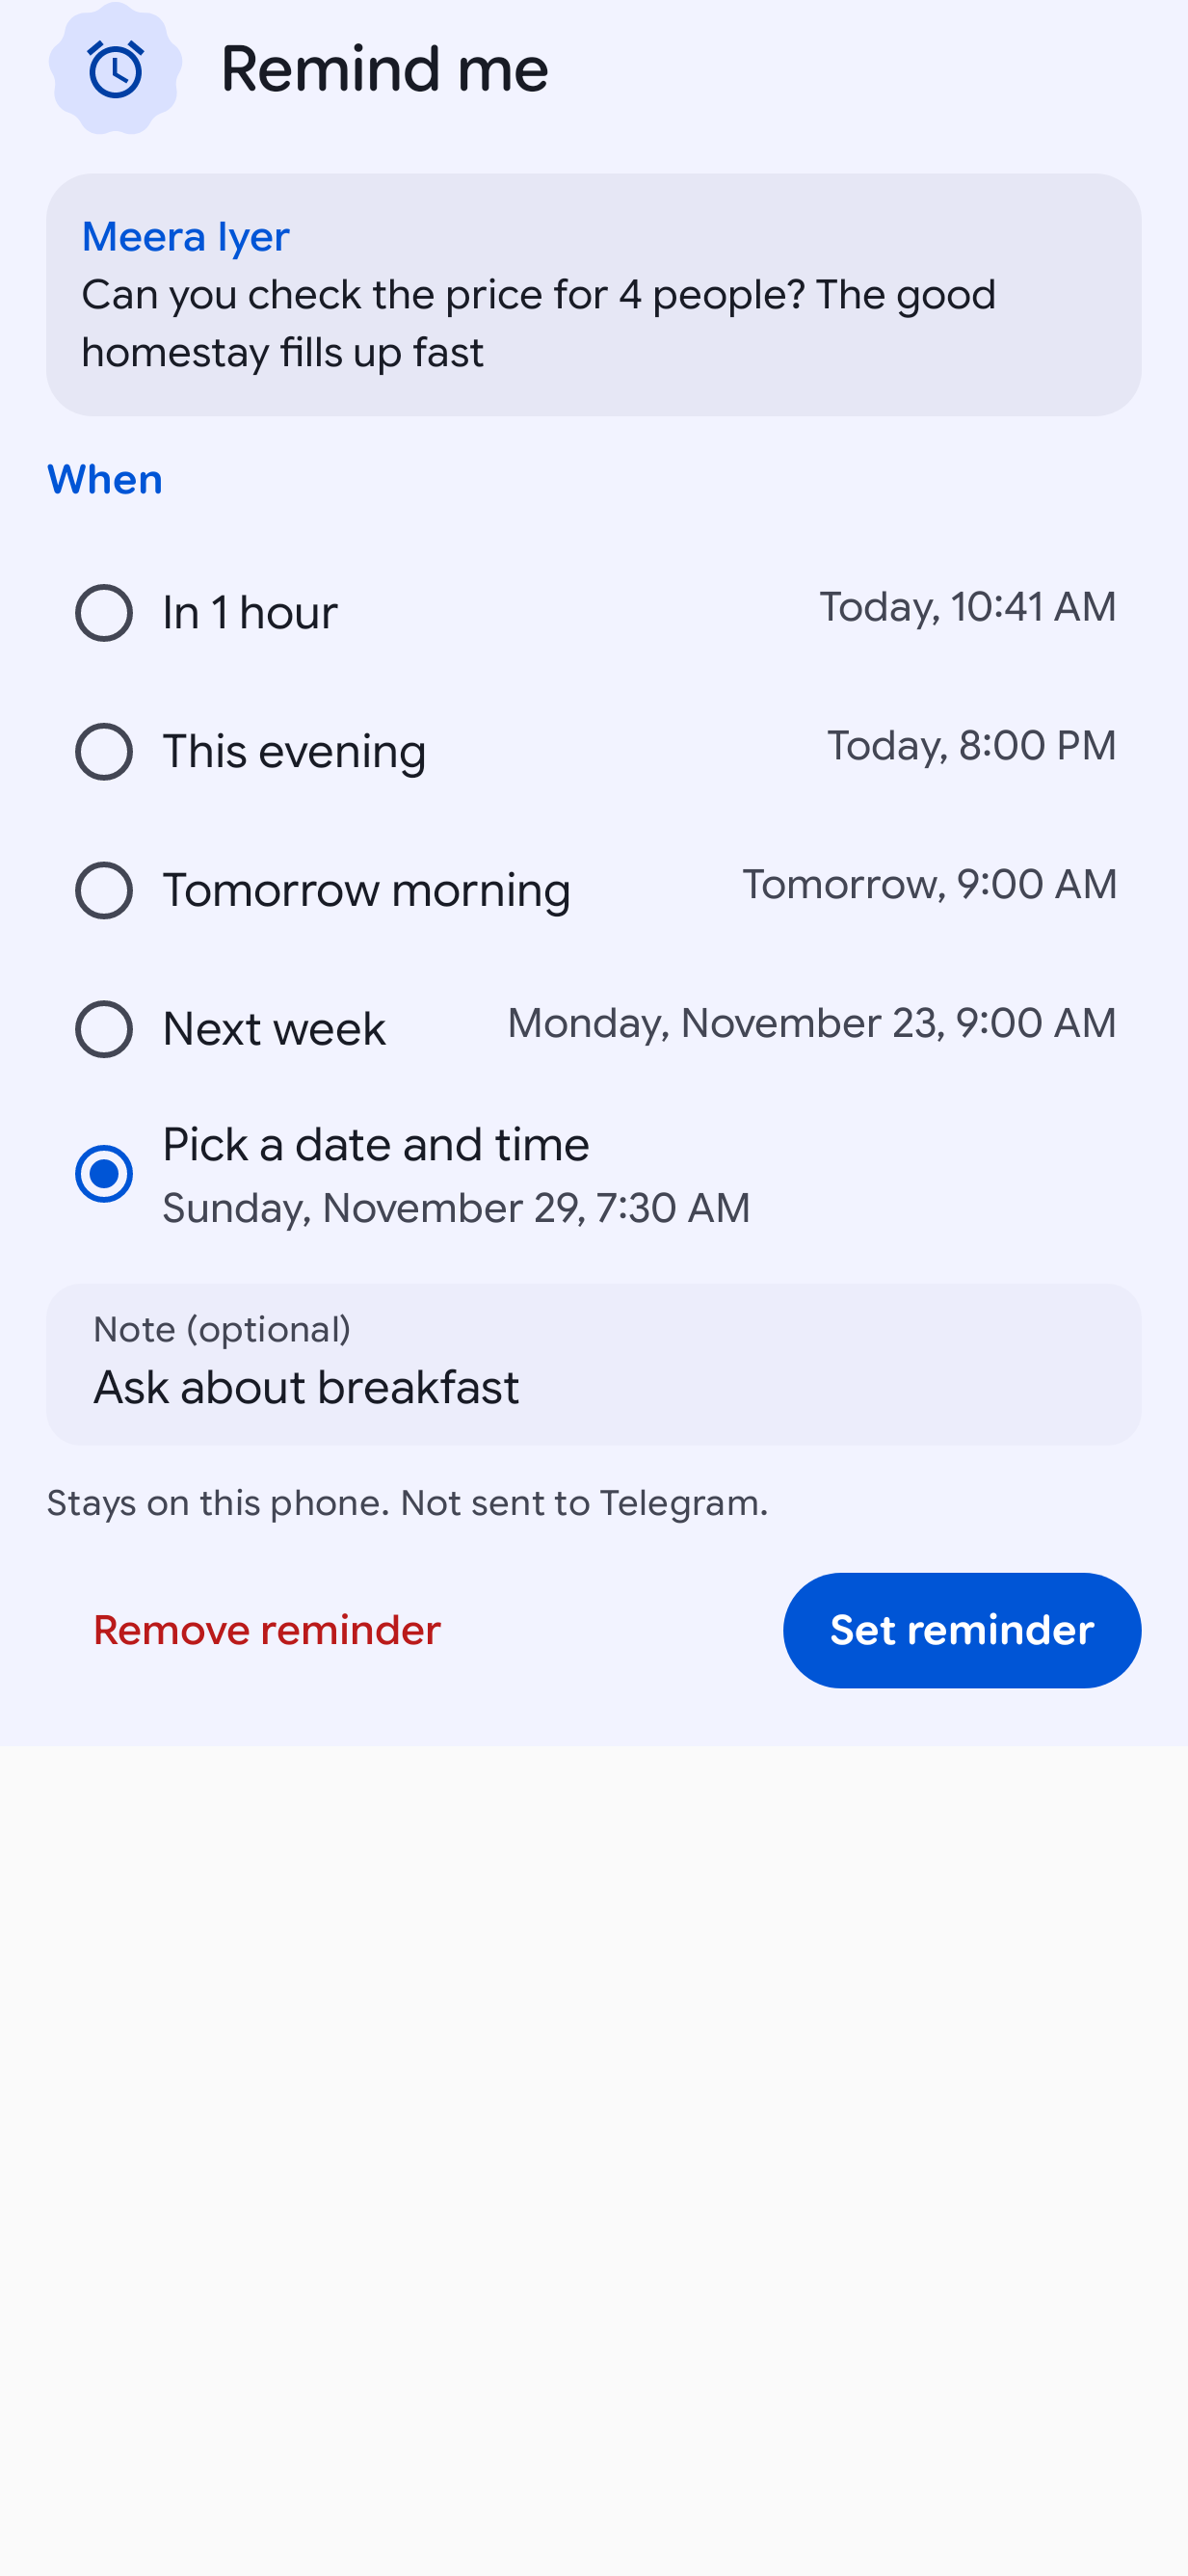 Remind me
Meera Iyer
Can you check the price for 4 people? The good
homestay fills up fast
When
In 1 hour
Today, 10:41 AM
This evening
Today, 8:00 PM
Tomorrow morning
Tomorrow, 9:00 AM
Next week
Monday, November 23, 9:00 AM
Pick a date and time
Sunday, November 29, 7:30 AM
Note (optional)
Ask about breakfast
Stays on this phone. Not sent to Telegram.
Remove reminder
Set reminder